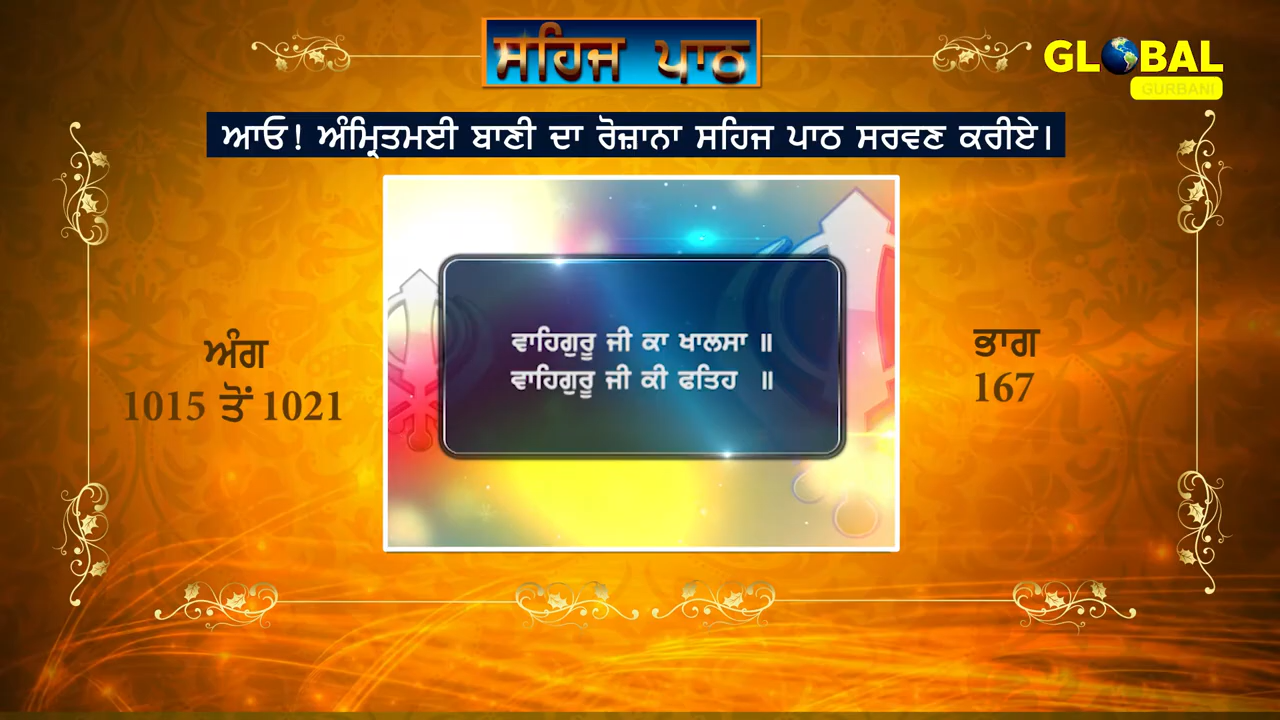 ਸਹਿਜ ਪਾਠ
GLOBAL
GURBANI
ਆਓ! ਅੰਮ੍ਰਿਤਮਈ ਬਾਣੀ ਦਾ ਰੋਜ਼ਾਨਾ ਸਹਿਜ ਪਾਠ ਸਰਵਣ ਕਰੀਏ।
ਵਾਹਿਗੁਰੂ ਜੀ ਕਾ ਖਾਲਸਾ ॥
ਵਾਹਿਗੁਰੂ ਜੀ ਕੀ ਫਤਿਹ ॥
ਅੰਗ
1015 ਤੋਂ 1021
ਭਾਗ
167